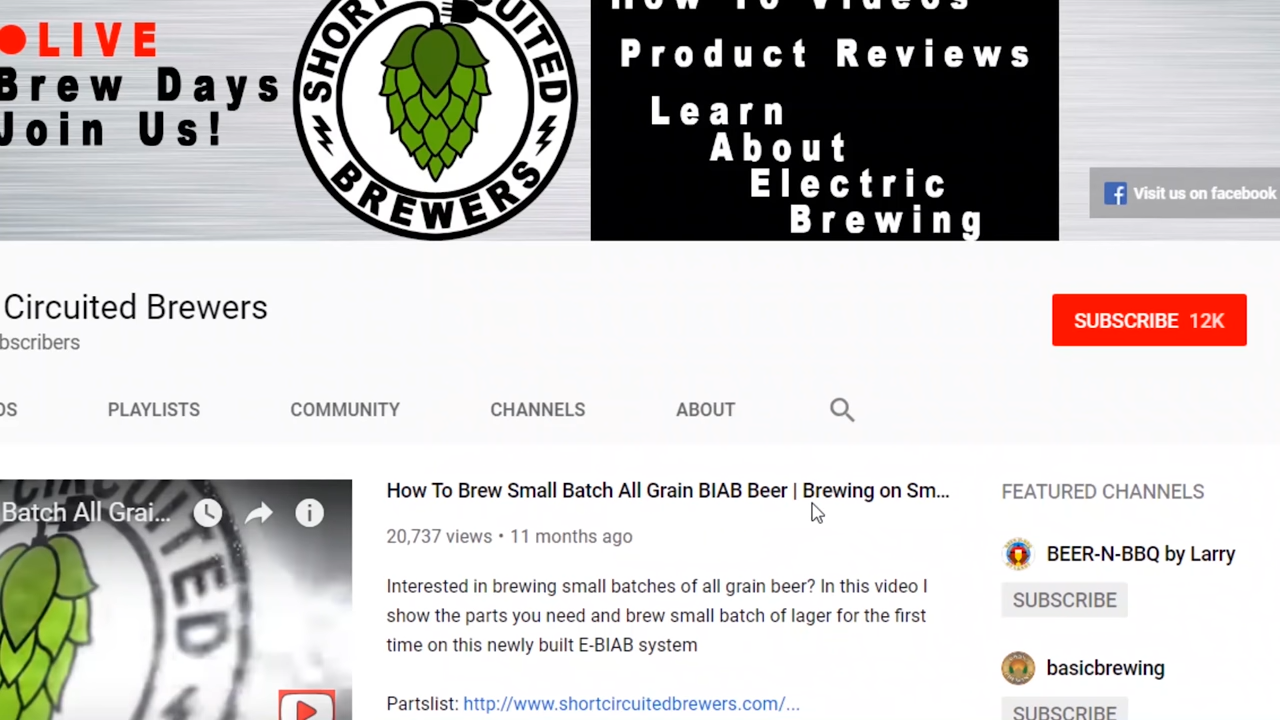 LIVE
Brew Days
Join Us!
SHORT CIRCUITED
BREWERS
How To Videos
Product Reviews
Learn
About
Electric
Brewing
Visit us on facebook
Circuited Brewers
bscribers
SUBSCRIBE 12K
OS
PLAYLISTS
COMMUNITY
CHANNELS
ABOUT
Batch All Grai...
CIRCUITED
How To Brew Small Batch All Grain BIAB Beer | Brewing on Sm...
20,737 views • 11 months ago
Interested in brewing small batches of all grain beer? In this video I
show the parts you need and brew small batch of lager for the first
time on this newly built E-BIAB system
Partslist: http://www.shortcircuitedbrewers.com/...
FEATURED CHANNELS
BEER-N-BBQ by Larry
SUBSCRIBE
basicbrewing
SUBSCRIBE